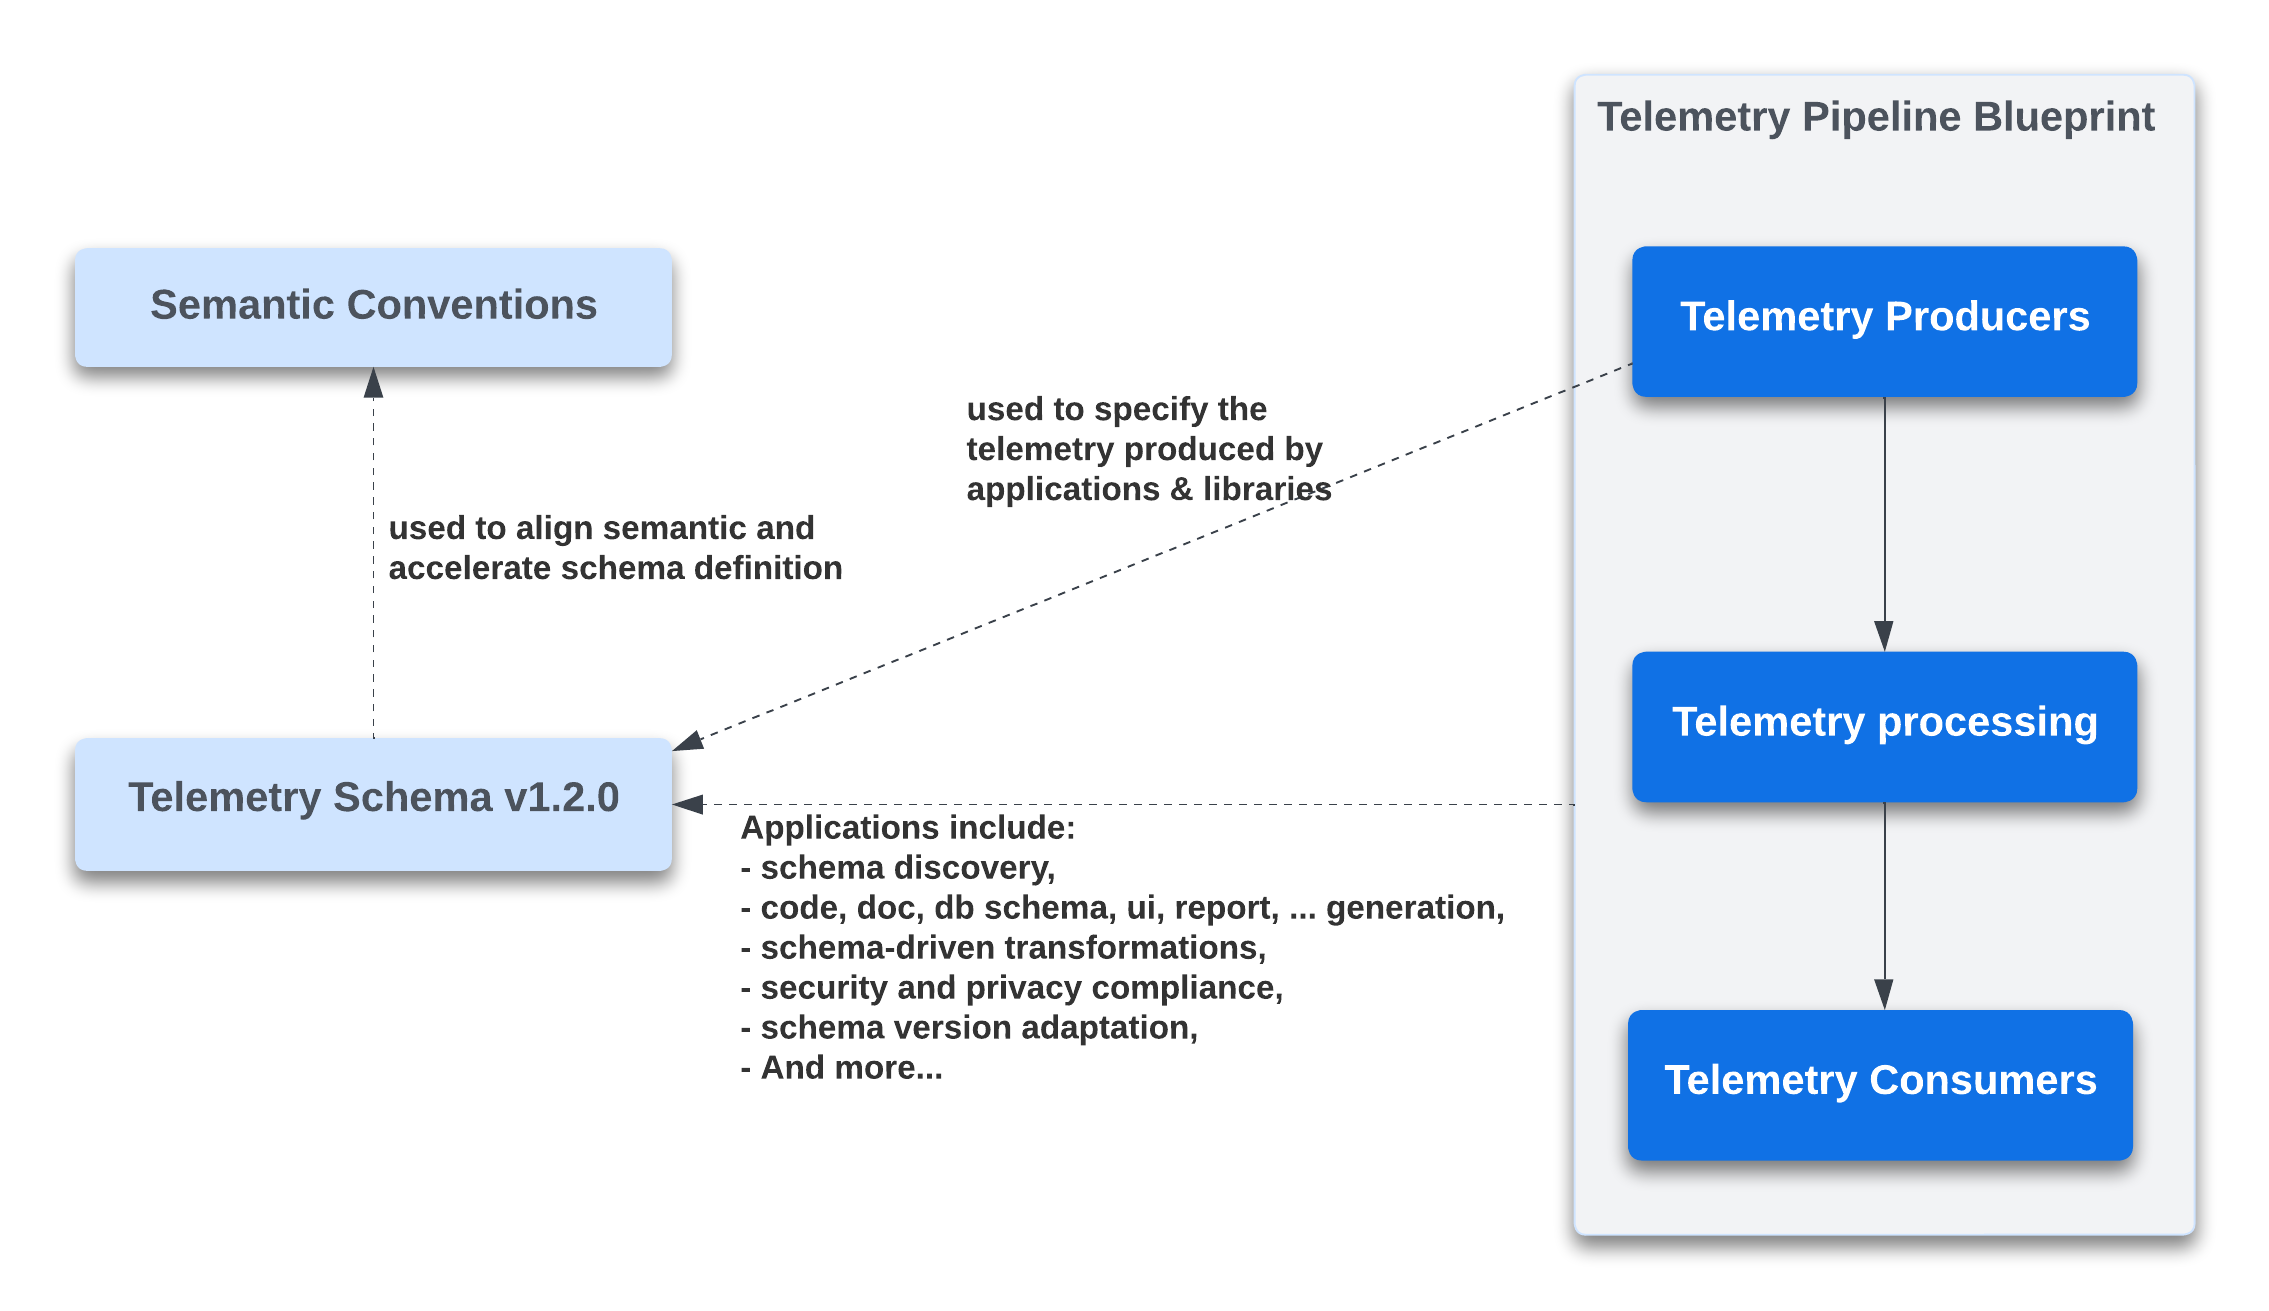 Telemetry Pipeline Blueprint
Semantic Conventions
Telemetry Producers
used to specify the
telemetry produced by
applications & libraries
used to align semantic and
accelerate schema definition
Telemetry processing
Telemetry Schema v1.2.0
Applications include:
- schema discovery,
- code, doc, db schema, ui, report, ... generation,
- schema-driven transformations,
- security and privacy compliance,
- schema version adaptation,
- And more...
Telemetry Consumers